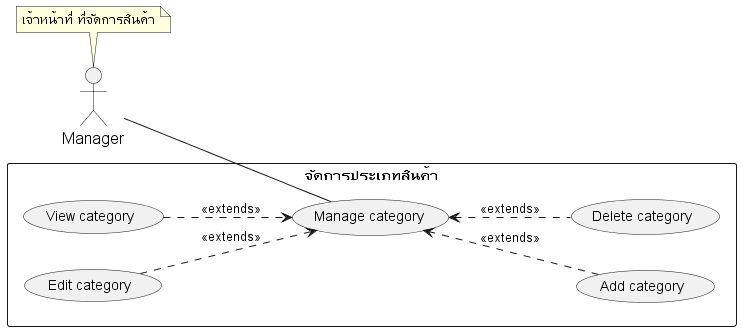 เจ้าหน้าที่ ที่จัดการสินค้า
Manager
จัดการประเภทสินค้า
View category
«extends»
Manage category
«extends»
Delete category
«extends»
«extends»
Edit category
Add category